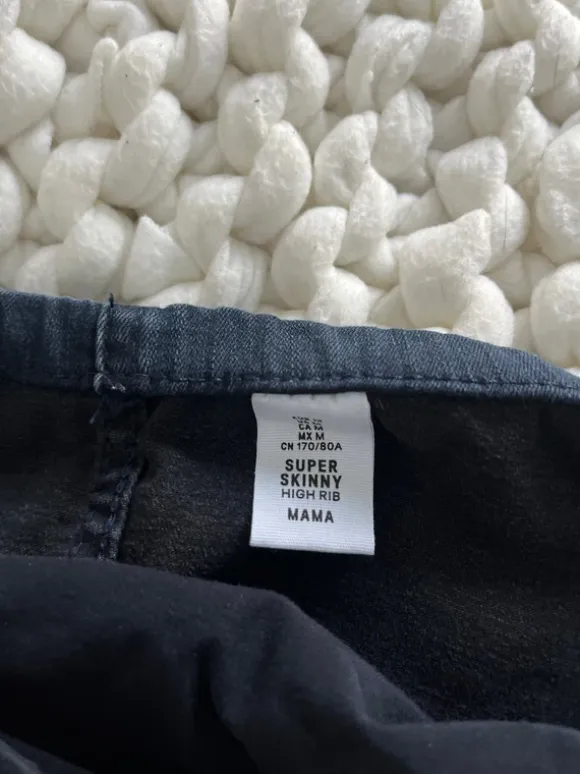 CA M
MX M
CN 170/80A
SUPER
SKINNY
HIGH RIB
MAMA